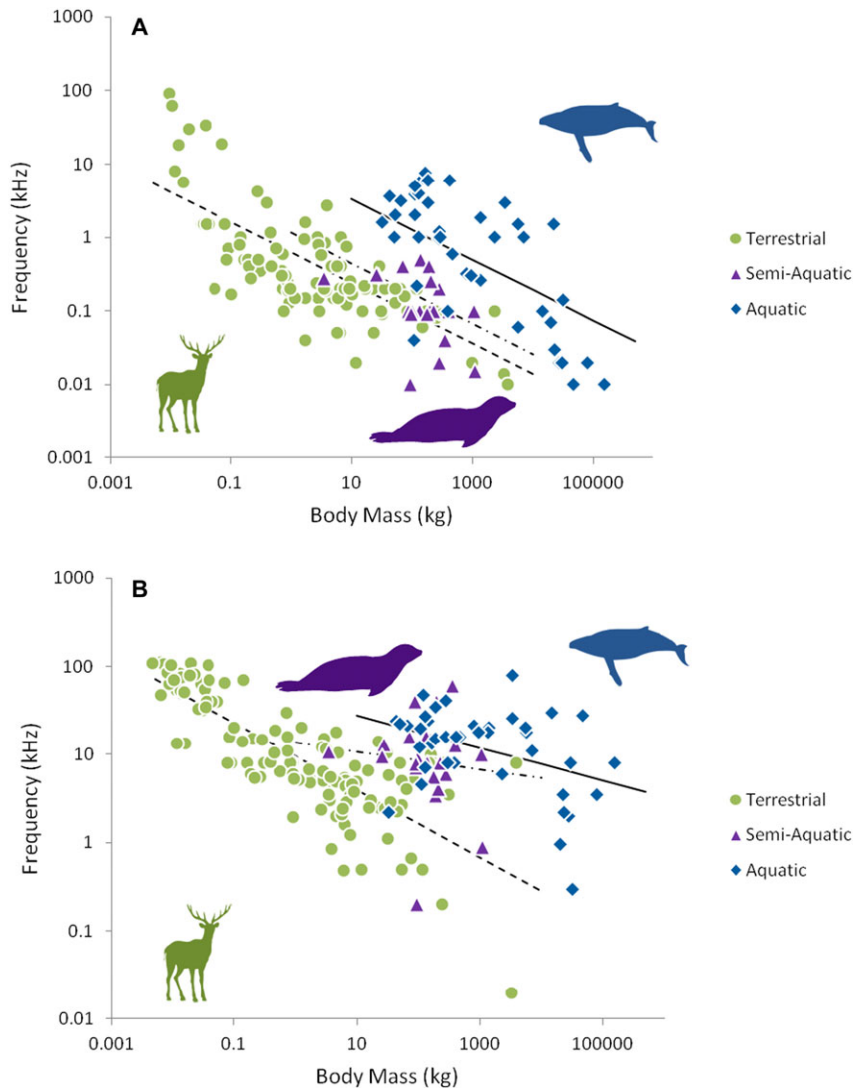 A
1000
100
10
1
0.1
0.01
0.001
Frequency (kHz)
0.001 0.1 10 1000 100000
Body Mass (kg)
Terrestrial
Semi-Aquatic
Aquatic
B
1000
100
10
1
0.1
0.01
Frequency (kHz)
0.001 0.1 10 1000 100000
Body Mass (kg)
Terrestrial
Semi-Aquatic
Aquatic